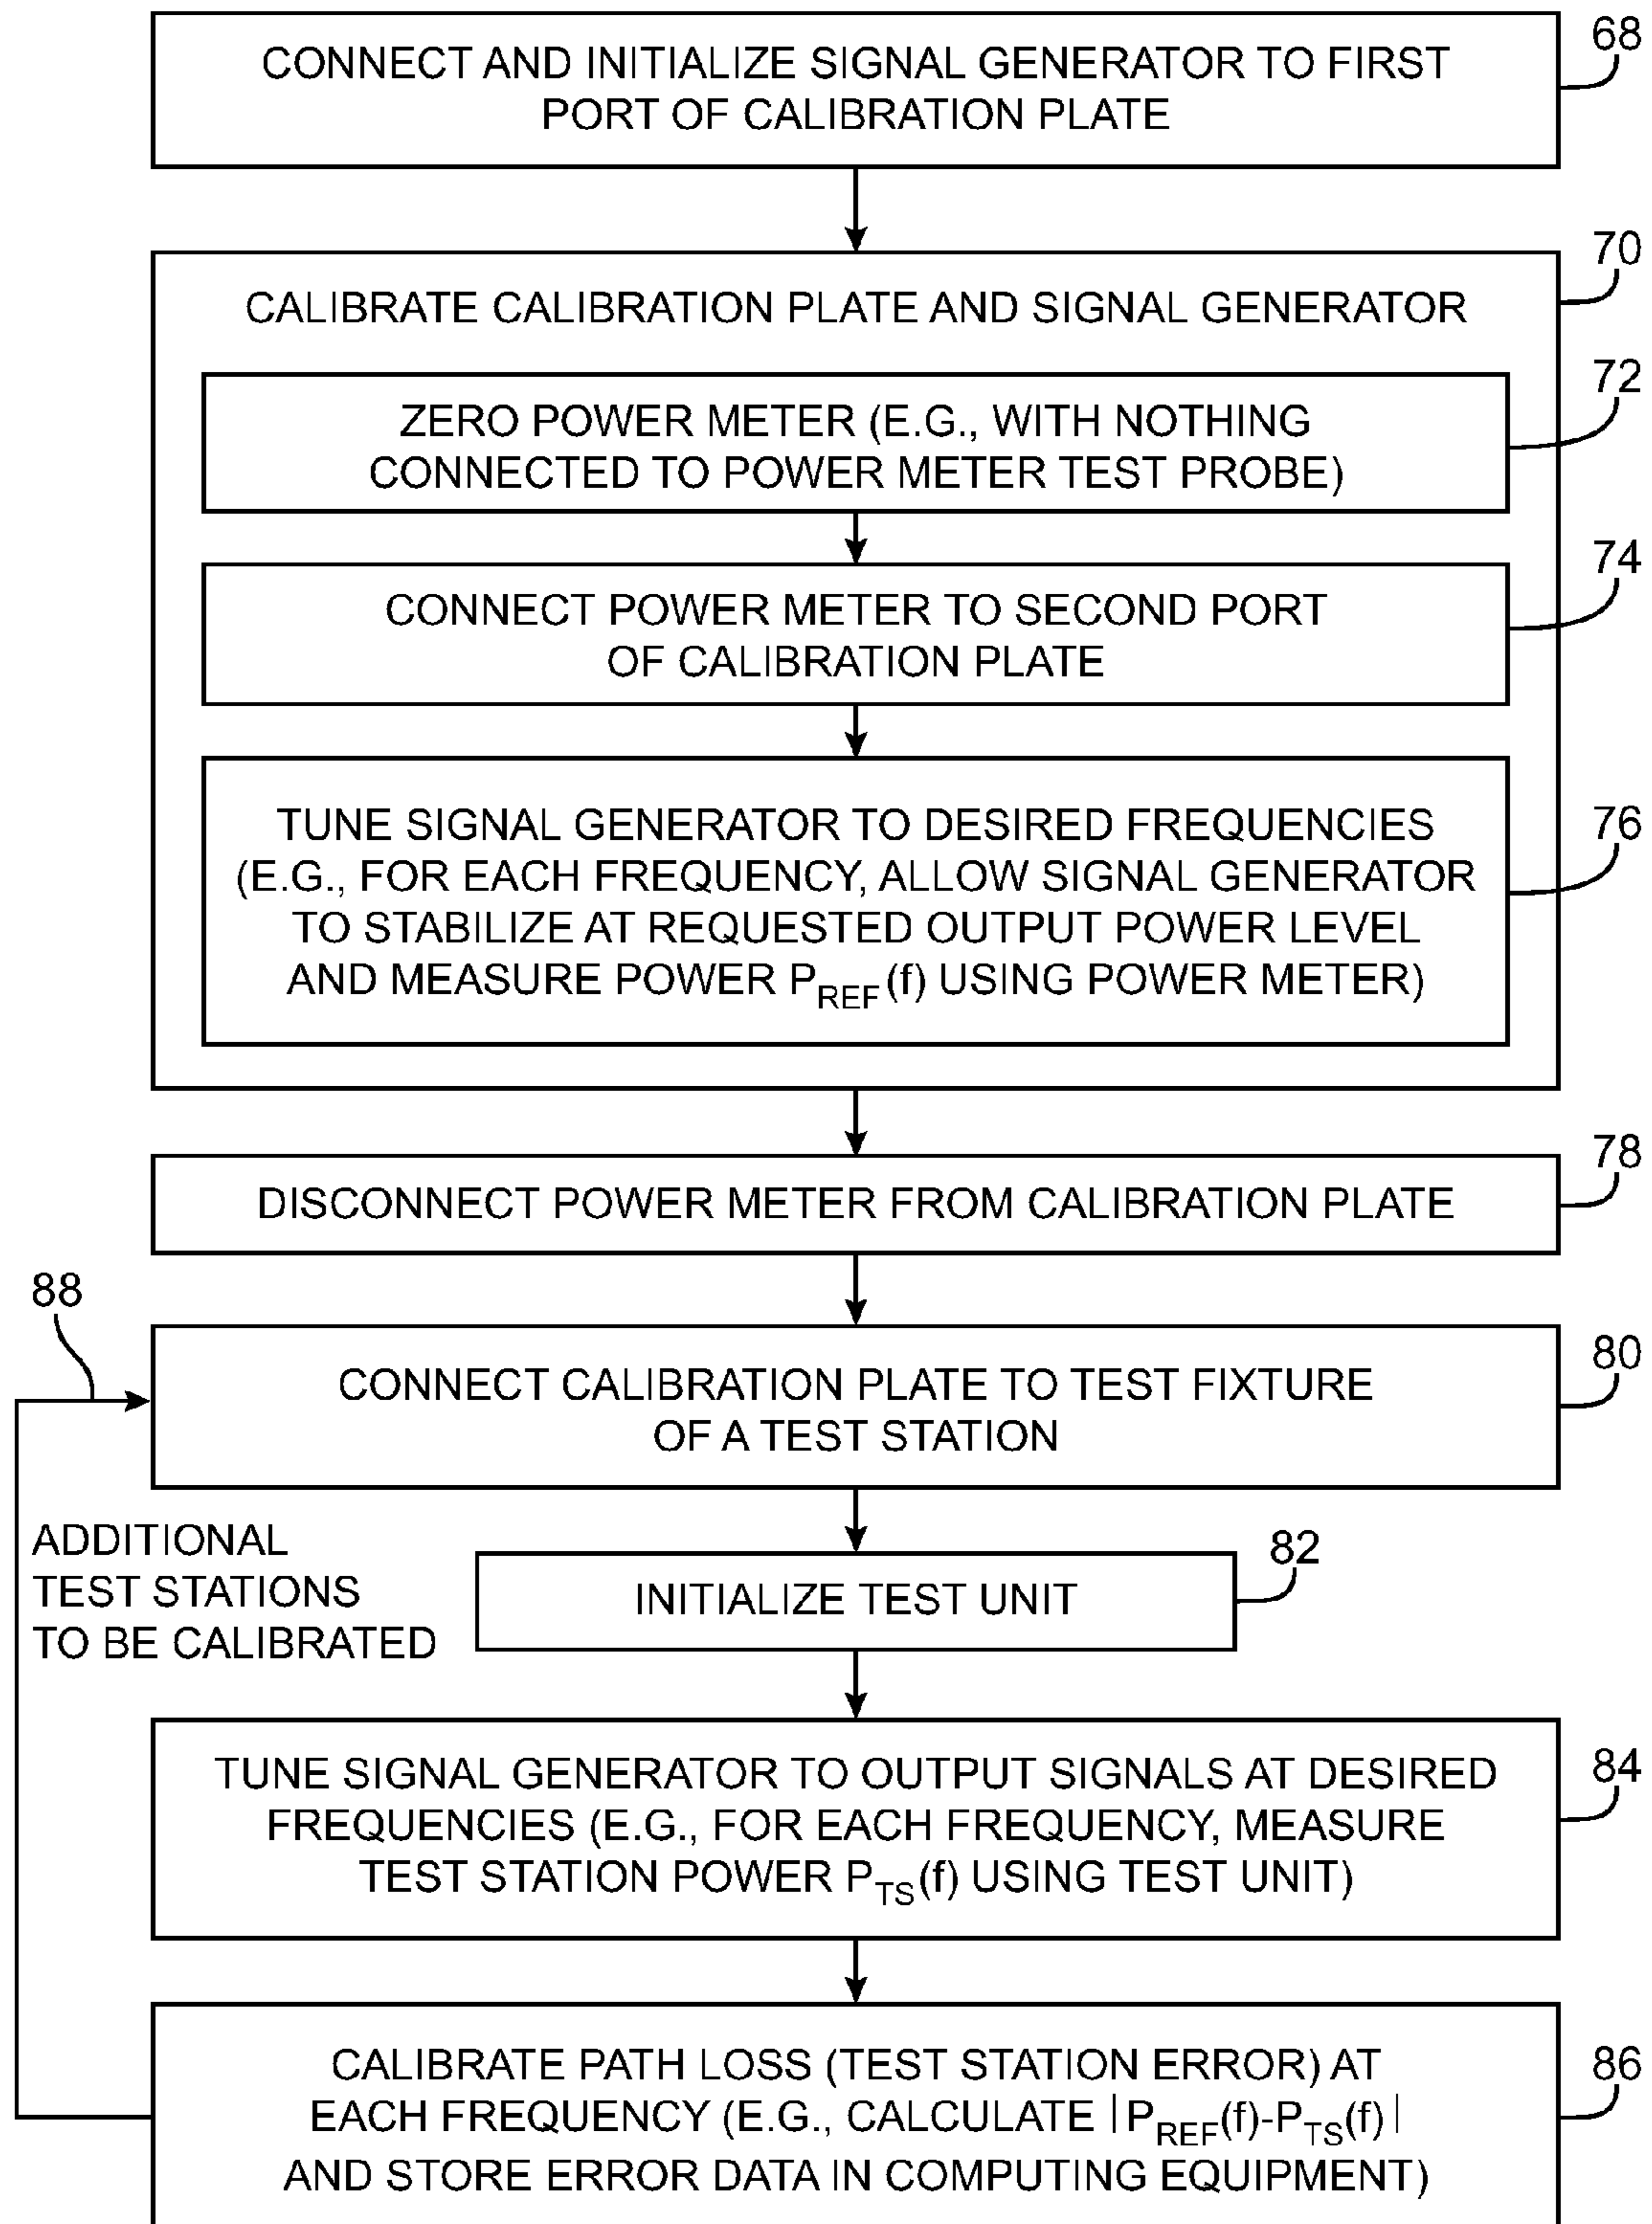 CONNECT AND INITIALIZE SIGNAL GENERATOR TO FIRST
PORT OF CALIBRATION PLATE
68
70
CALIBRATE CALIBRATION PLATE AND SIGNAL GENERATOR
72
ZERO POWER METER (E.G., WITH NOTHING
CONNECTED TO POWER METER TEST PROBE)
74
CONNECT POWER METER TO SECOND PORT
OF CALIBRATION PLATE
76
TUNE SIGNAL GENERATOR TO DESIRED FREQUENCIES
(E.G., FOR EACH FREQUENCY, ALLOW SIGNAL GENERATOR
TO STABILIZE AT REQUESTED OUTPUT POWER LEVEL
AND MEASURE POWER P_REF(f) USING POWER METER)
78
DISCONNECT POWER METER FROM CALIBRATION PLATE
88
80
CONNECT CALIBRATION PLATE TO TEST FIXTURE
OF A TEST STATION
ADDITIONAL
TEST STATIONS
TO BE CALIBRATED
82
INITIALIZE TEST UNIT
84
TUNE SIGNAL GENERATOR TO OUTPUT SIGNALS AT DESIRED
FREQUENCIES (E.G., FOR EACH FREQUENCY, MEASURE
TEST STATION POWER P_TS(f) USING TEST UNIT)
86
CALIBRATE PATH LOSS (TEST STATION ERROR) AT
EACH FREQUENCY (E.G., CALCULATE |P_REF(f)-P_TS(f)|
AND STORE ERROR DATA IN COMPUTING EQUIPMENT)